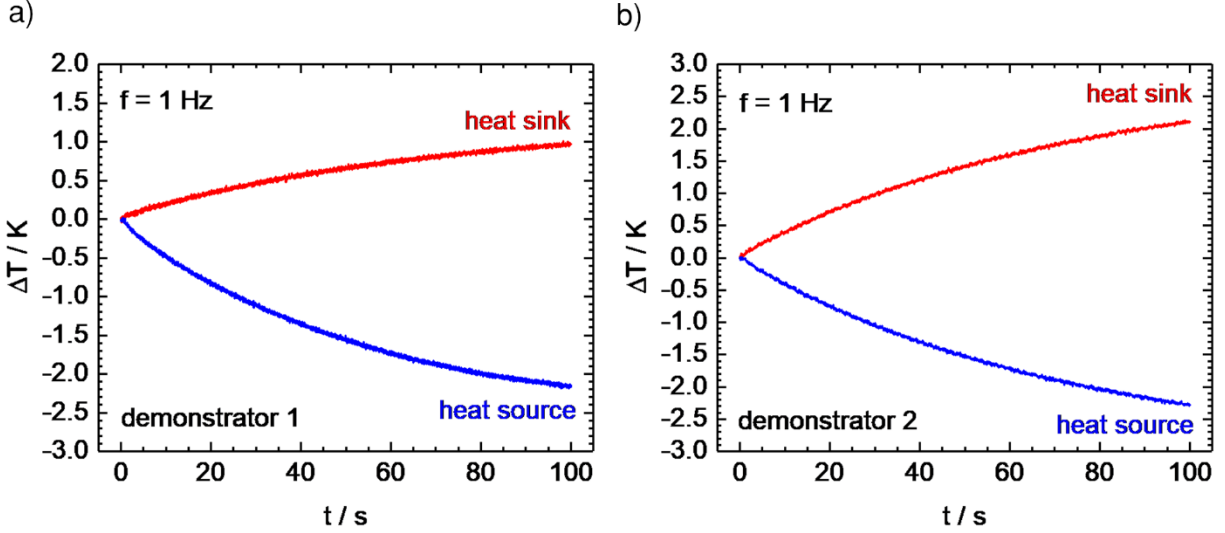 a)
2.0
1.5
1.0
0.5
0.0
−0.5
−1.0
−1.5
−2.0
−2.5
−3.0
ΔT / K
f = 1 Hz
heat sink
heat source
demonstrator 1
0 20 40 60 80 100
t / s
b)
3.0
2.5
2.0
1.5
1.0
0.5
0.0
−0.5
−1.0
−1.5
−2.0
−2.5
−3.0
ΔT / K
f = 1 Hz
heat sink
heat source
demonstrator 2
0 20 40 60 80 100
t / s